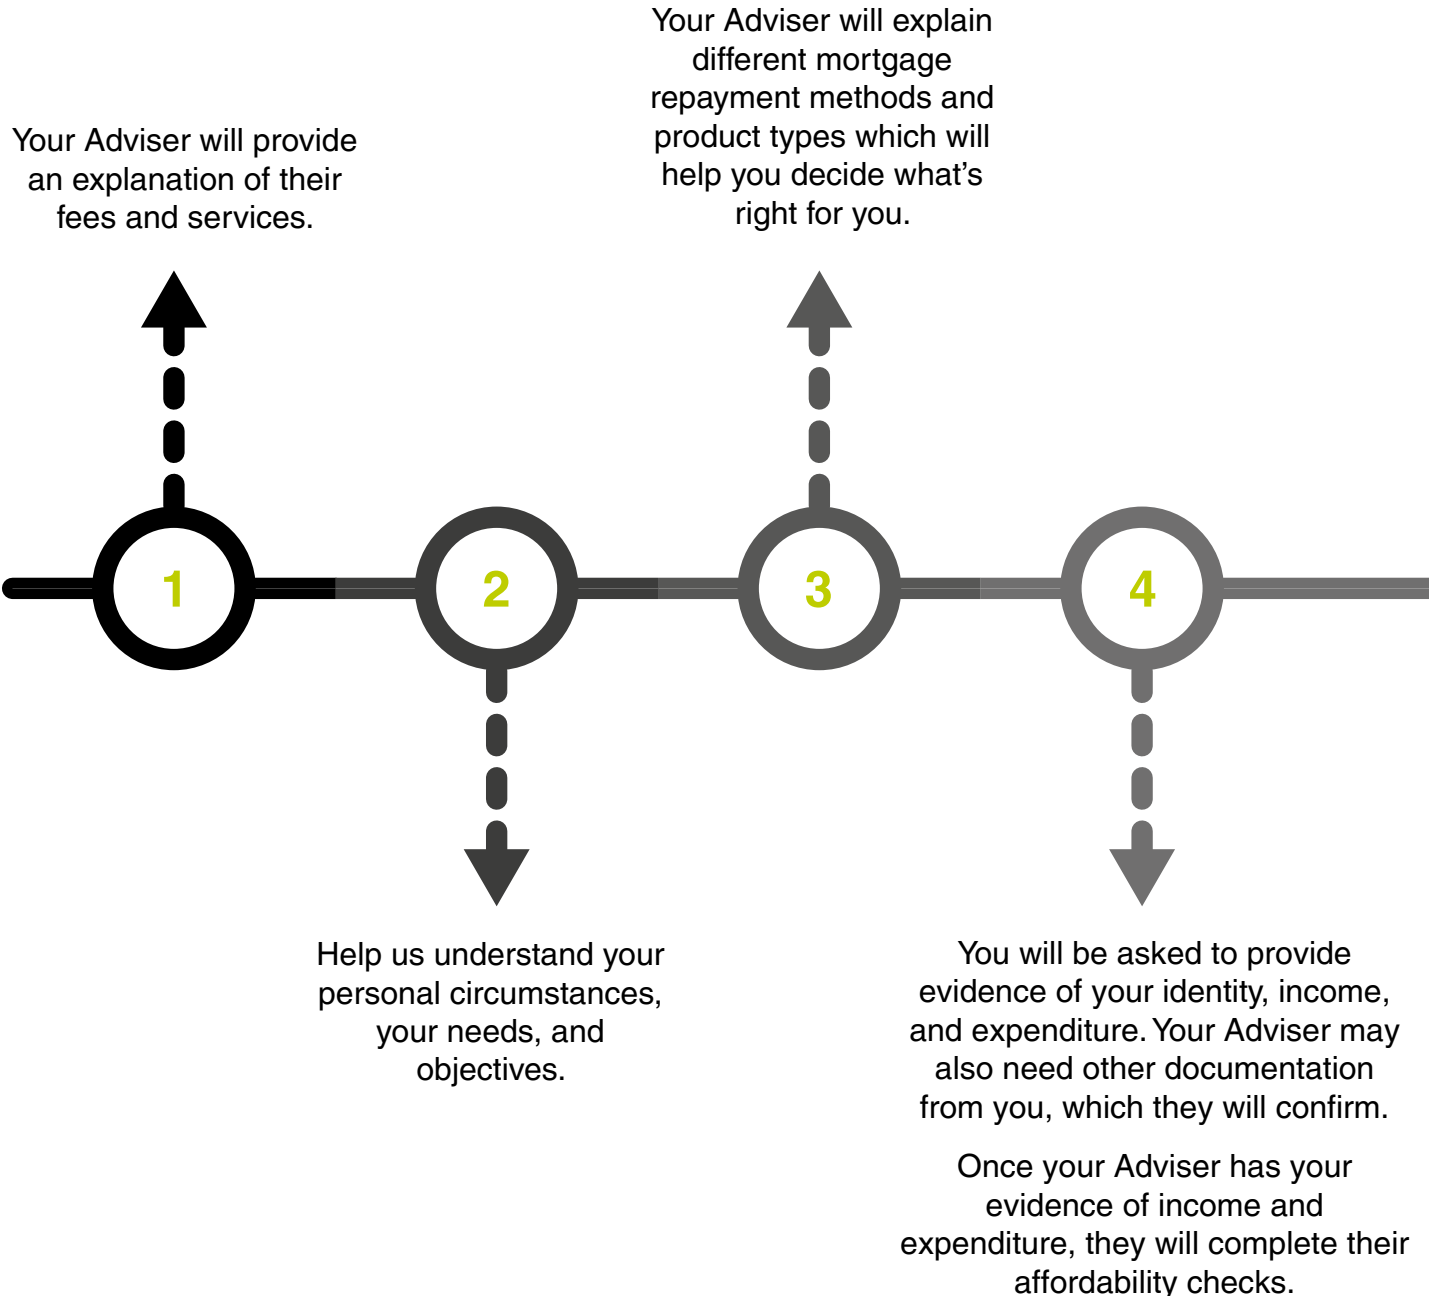 Your Adviser will provide
an explanation of their
fees and services.
Your Adviser will explain
different mortgage
repayment methods and
product types which will
help you decide what's
right for you.
1
2
3
4
Help us understand your
personal circumstances,
your needs, and
objectives.
You will be asked to provide
evidence of your identity, income,
and expenditure. Your Adviser may
also need other documentation
from you, which they will confirm.
Once your Adviser has your
evidence of income and
expenditure, they will complete their
affordability checks.